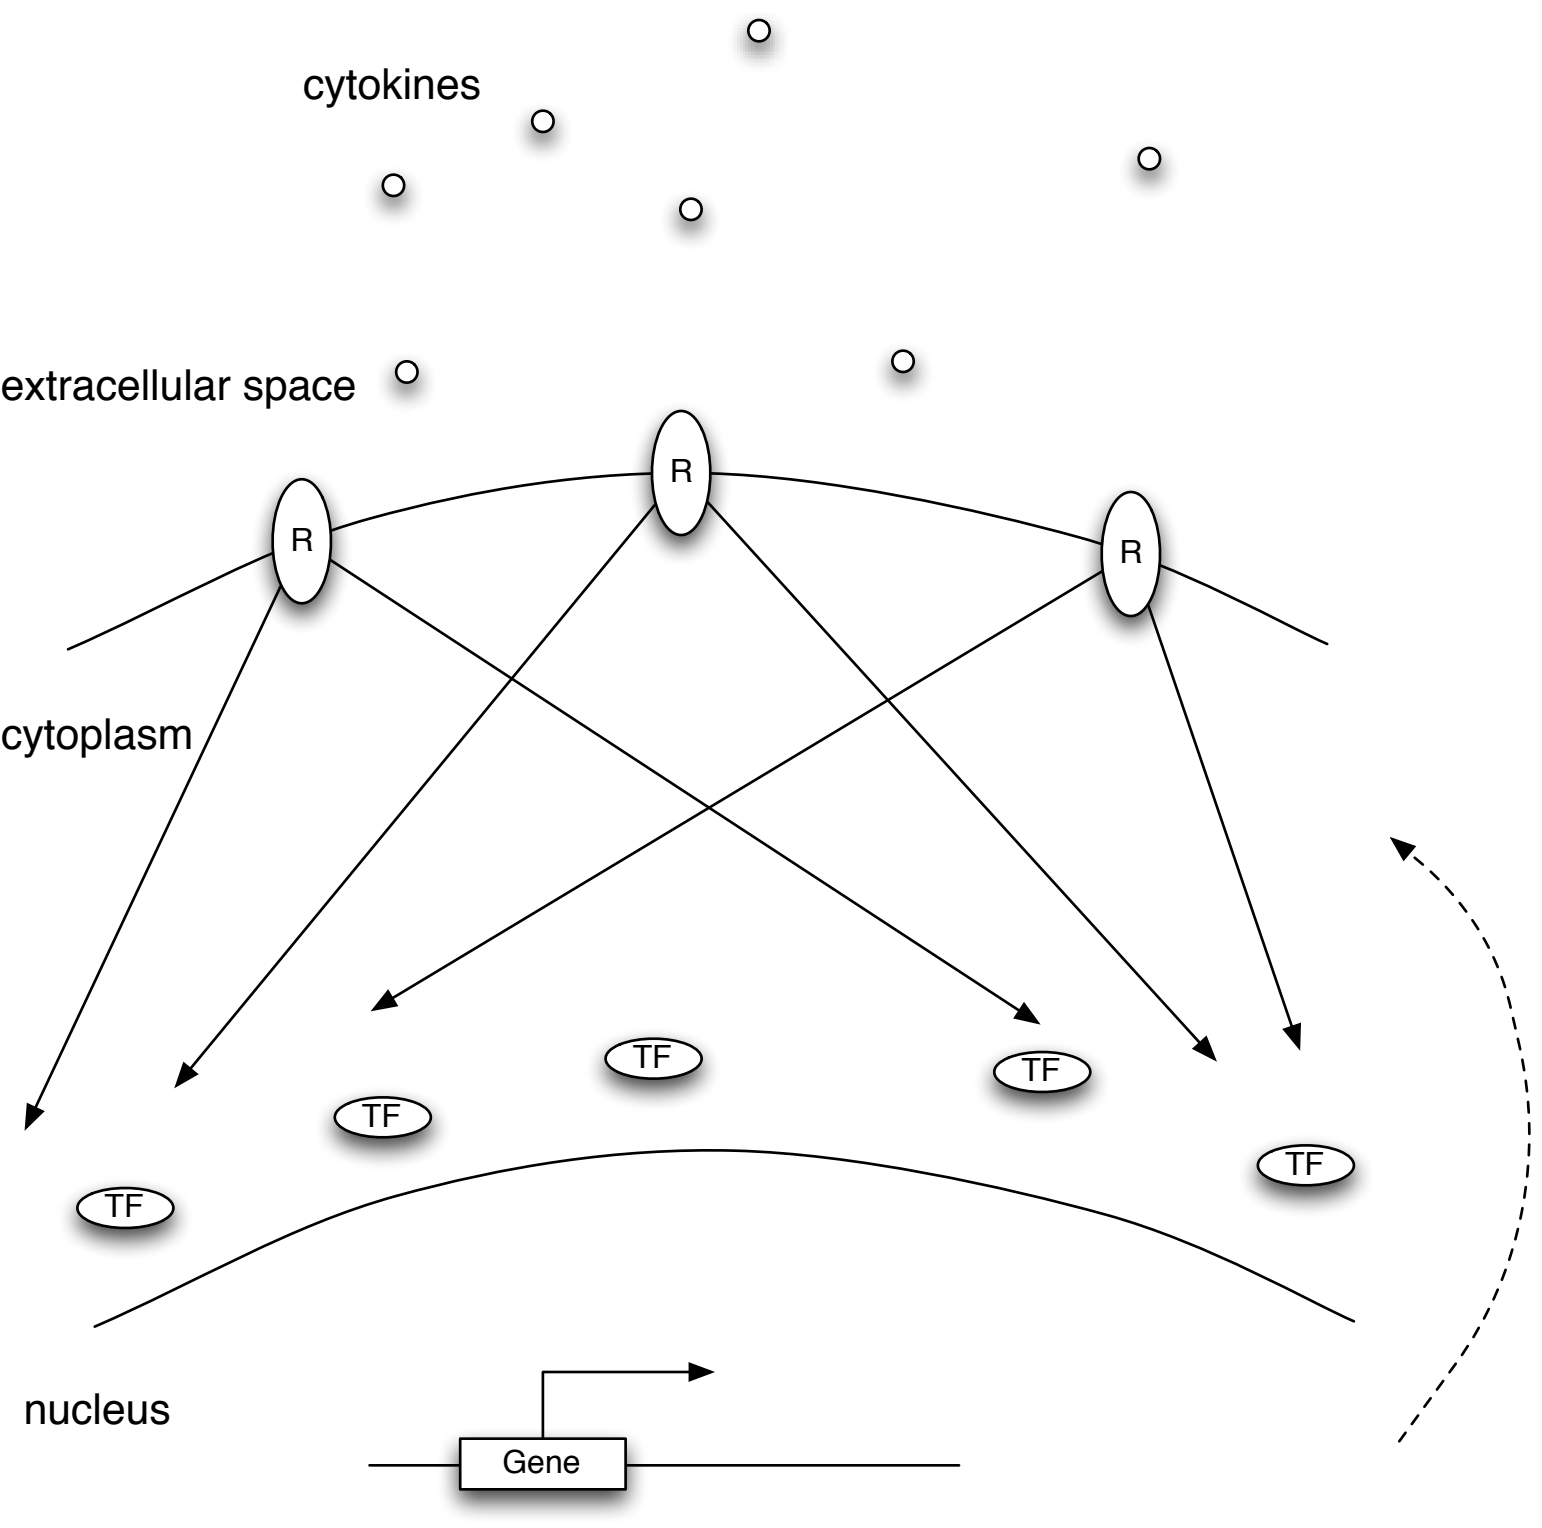 cytokines
extracellular space
R
R
R
cytoplasm
TF
TF
TF
TF
TF
nucleus
Gene